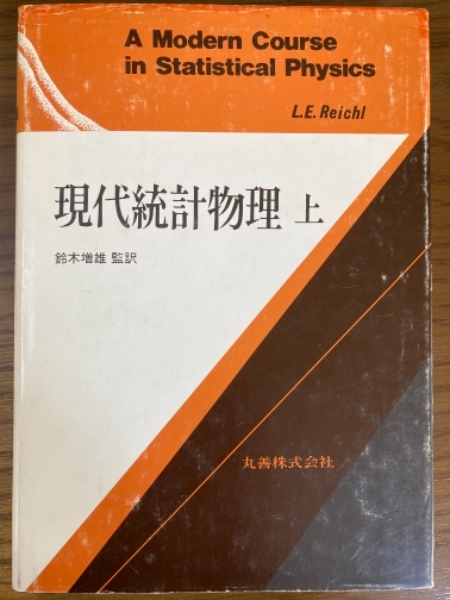 A Modern Course
in Statistical Physics
L.E. Reichl
現代統計物理 上
鈴木増雄 監訳
丸善株式会社